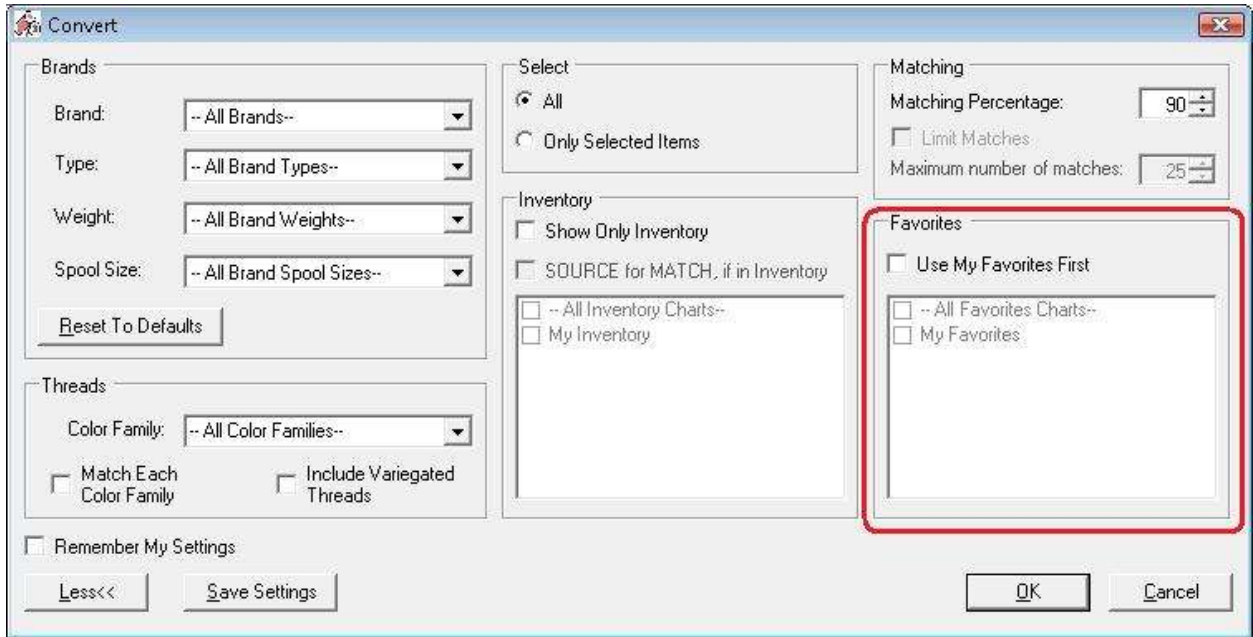 Convert
Brands
Brand: -- All Brands--
Type: -- All Brand Types--
Weight: -- All Brand Weights--
Spool Size: -- All Brand Spool Sizes--
Reset To Defaults
Threads
Color Family: -- All Color Families--
Match Each
Color Family
Include Variegated
Threads
Select
All
Only Selected Items
Inventory
Show Only Inventory
SOURCE for MATCH, if in Inventory
-- All Inventory Charts--
My Inventory
Matching
Matching Percentage: 90
Limit Matches
Maximum number of matches: 25
Favorites
Use My Favorites First
-- All Favorites Charts--
My Favorites
Remember My Settings
Less<<
Save Settings
OK
Cancel